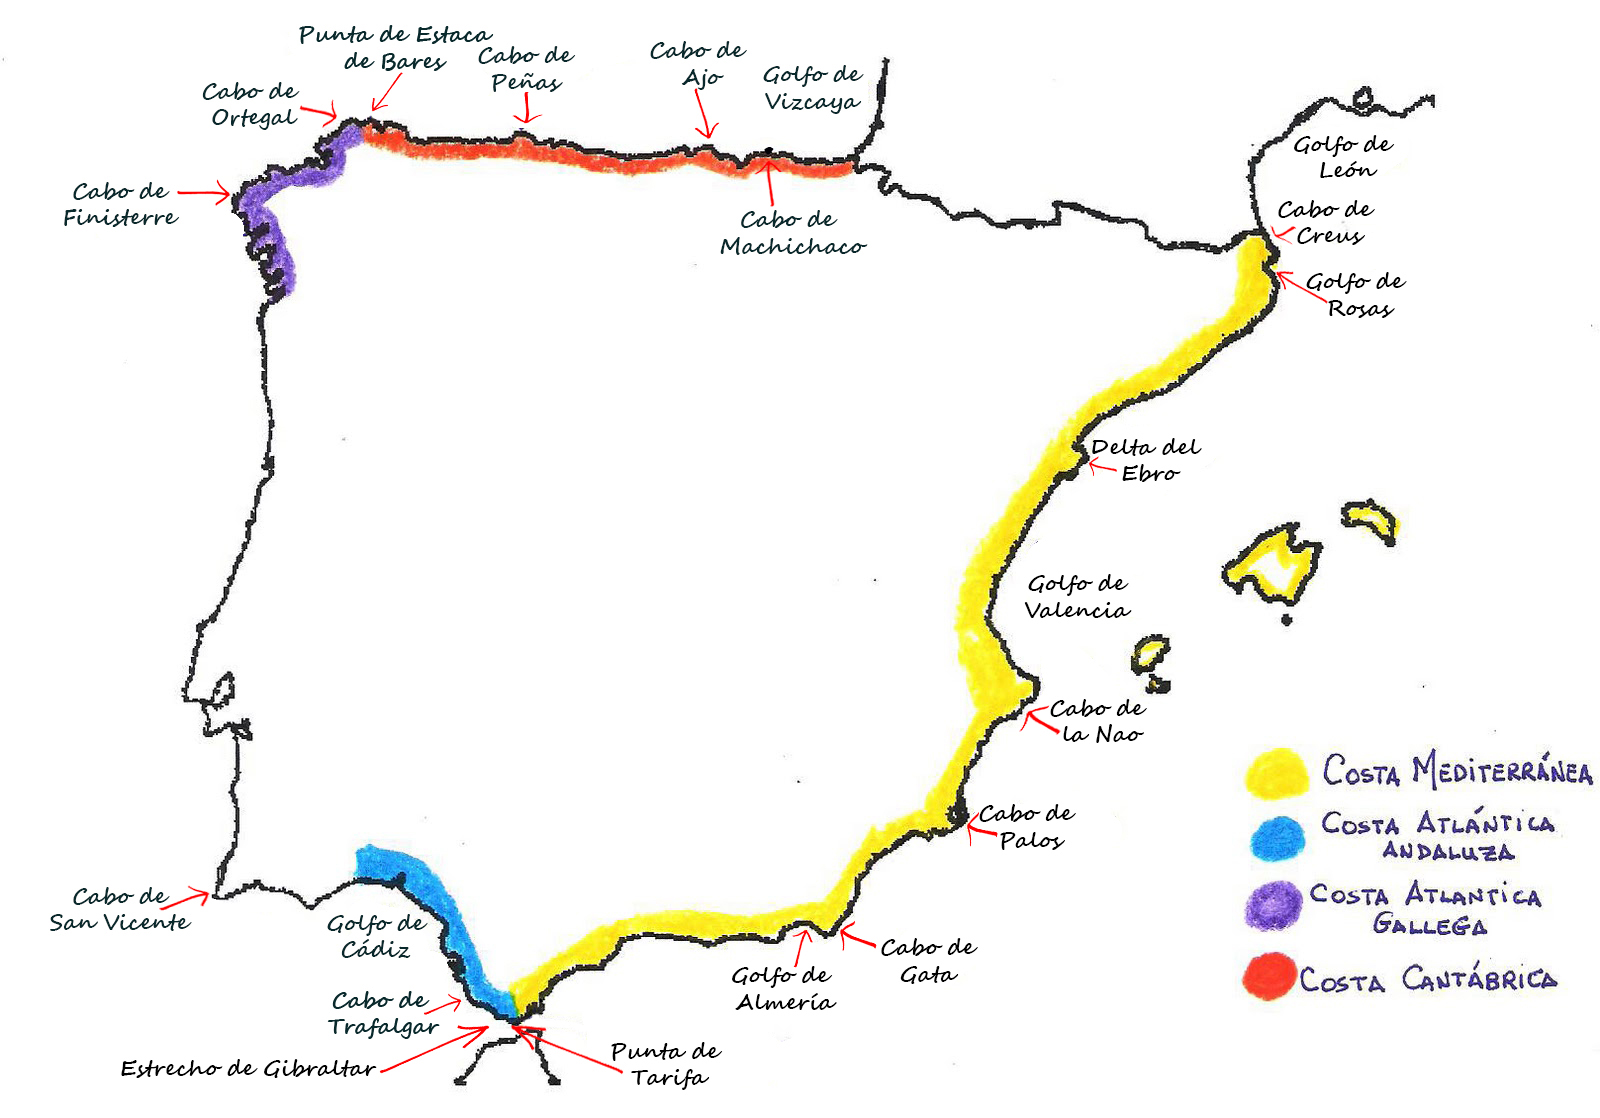 Punta de Estaca
de Bares
Cabo de
Peñas
Cabo de
Ajo
Golfo de
Vizcaya
Cabo de
Ortegal
Cabo de
Finisterre
Cabo de
Machichaco
Golfo de
León
Cabo de
Creus
Golfo de
Rosas
Delta del
Ebro
Golfo de
Valencia
Cabo de
la Nao
Cabo de
Palos
Cabo de
Gata
Golfo de
Almería
Punta de
Tarifa
Estrecho de Gibraltar
Cabo de
Trafalgar
Golfo de
Cádiz
Cabo de
San Vicente
COSTA MEDITERRÁNEA
COSTA ATLÁNTICA
ANDALUZA
COSTA ATLANTICA
GALLEGA
COSTA CANTÁBRICA